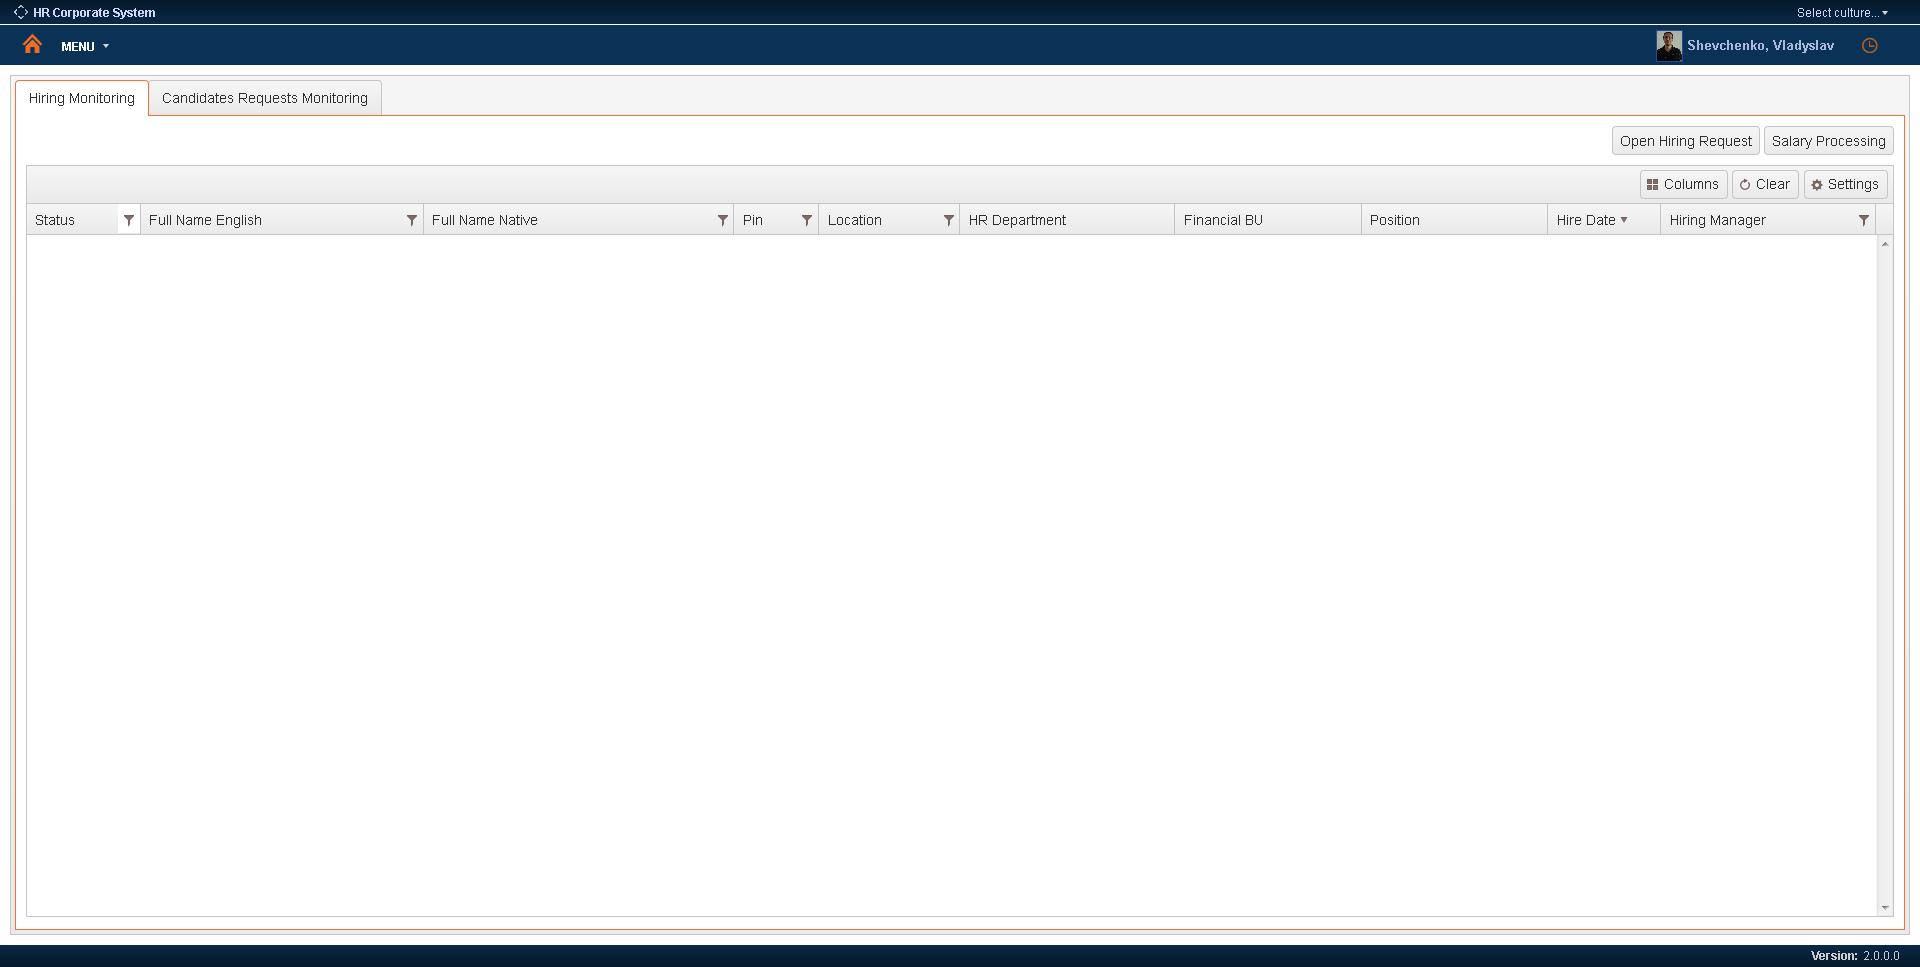 HR Corporate System
Select culture...
MENU
Shevchenko, Vladyslav
Hiring Monitoring
Candidates Requests Monitoring
Open Hiring Request
Salary Processing
Columns
Clear
Settings
Status
Full Name English
Full Name Native
Pin
Location
HR Department
Financial BU
Position
Hire Date
Hiring Manager
Version: 2.0.0.0